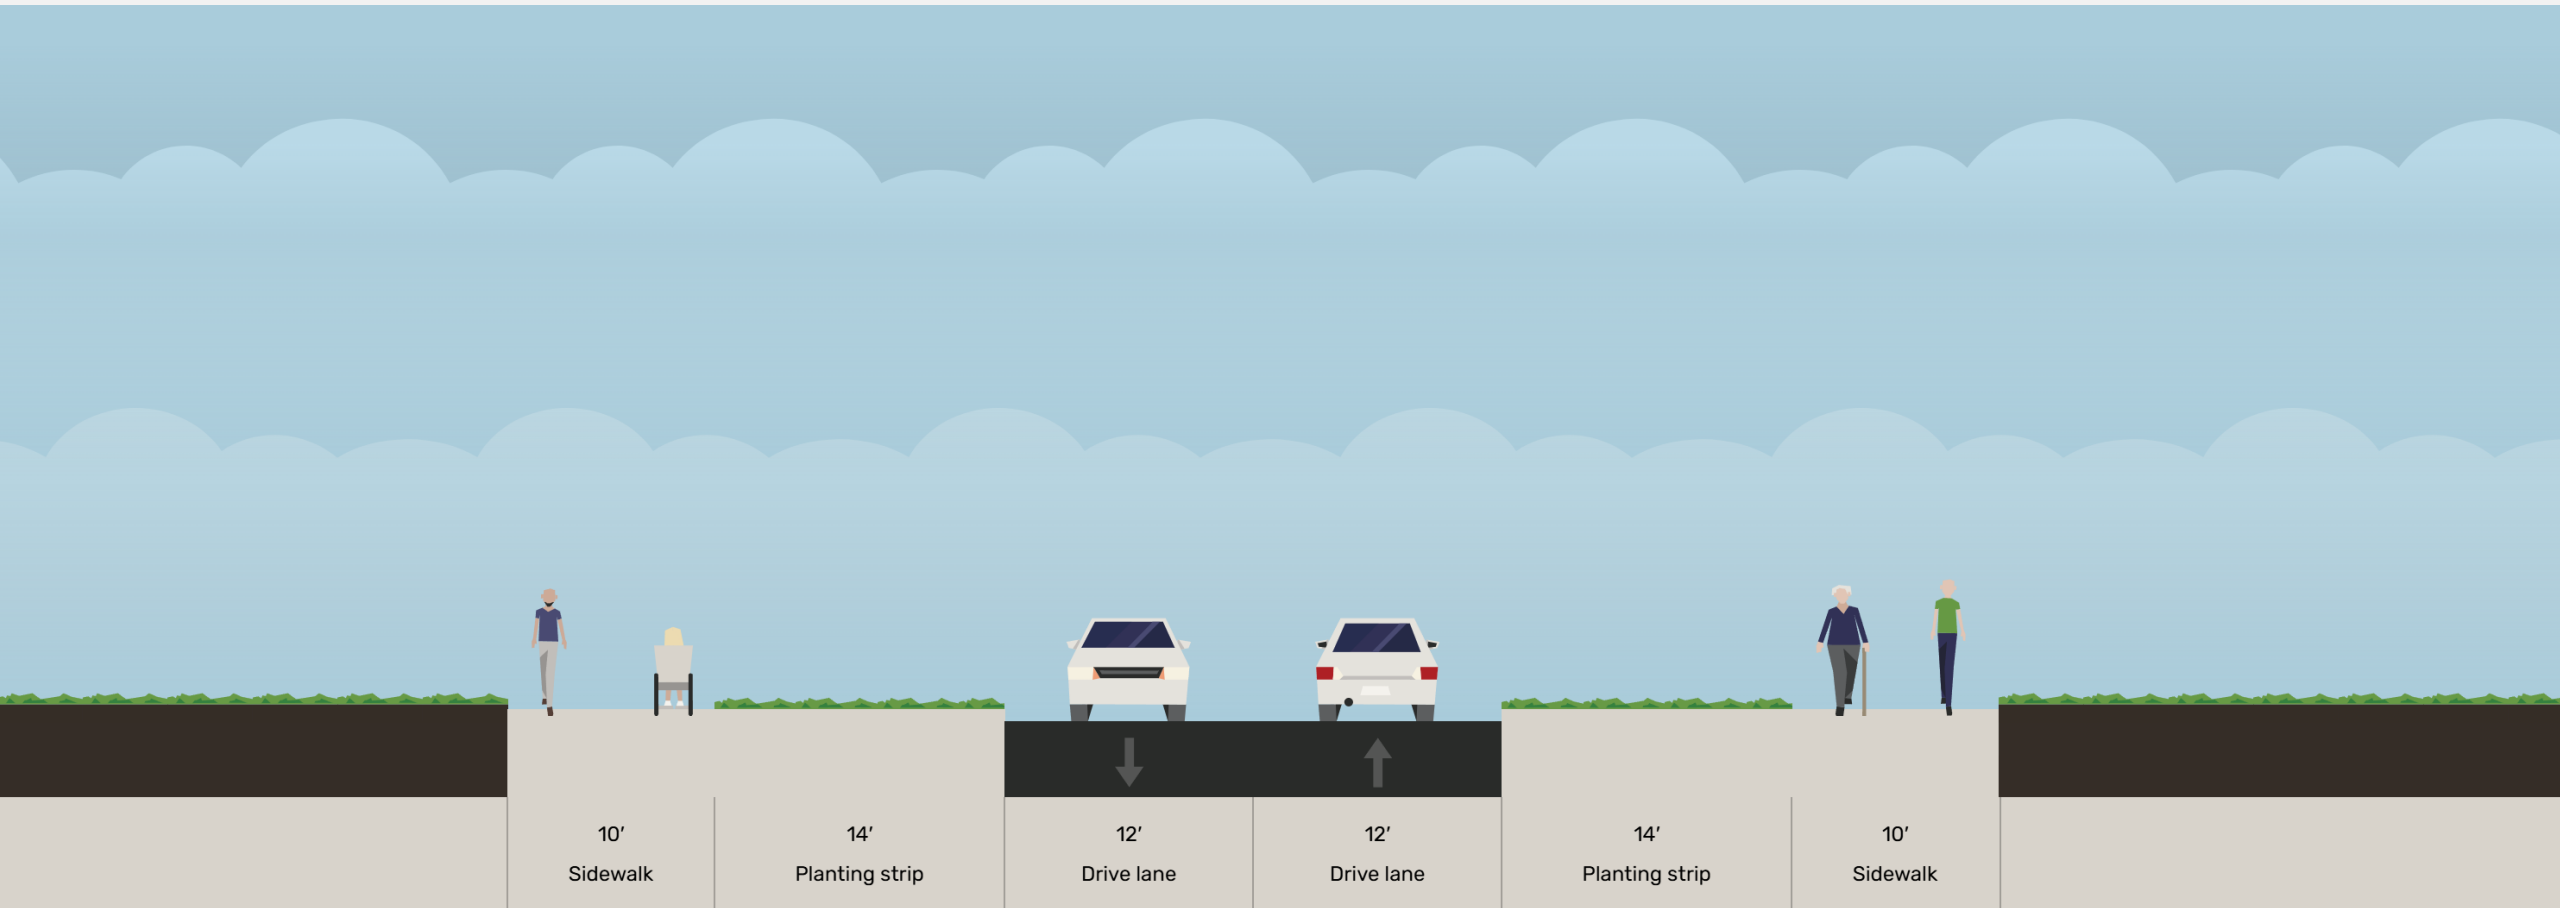 10′
Sidewalk
14′
Planting strip
12′
Drive lane
12′
Drive lane
14′
Planting strip
10′
Sidewalk